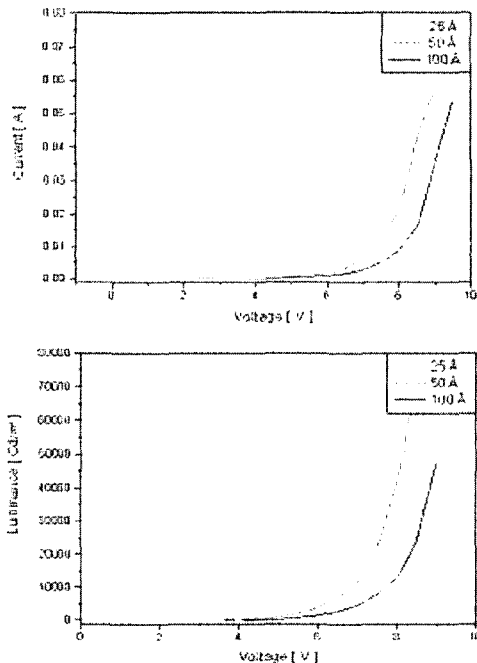 0.08
0.07
0.06
0.05
0.04
0.03
0.02
0.01
0.00
Current [ A ]
25 Å
50 Å
100 Å
0 2 4 6 8 10
Voltage [ V ]
80000
70000
60000
50000
40000
30000
20000
10000
0
Luminance [ Cd/m² ]
25 Å
50 Å
100 Å
0 2 4 6 8 10
Voltage [ V ]